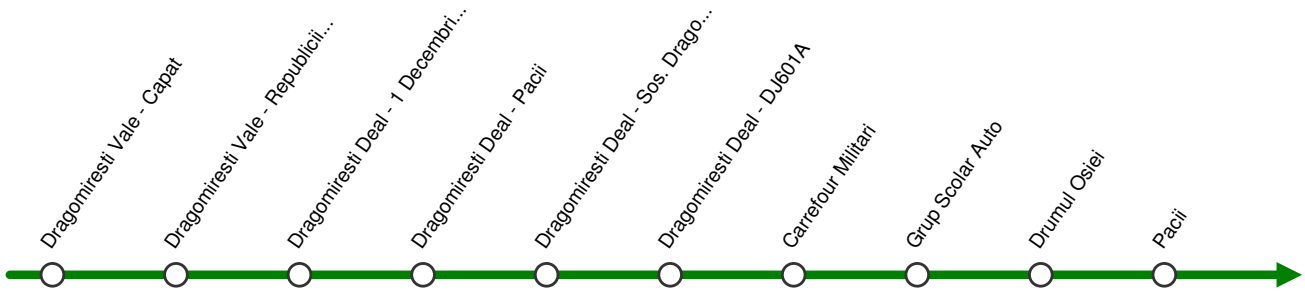 Dragomiresti Vale - Capat
Dragomiresti Vale - Republicii...
Dragomiresti Deal - 1 Decembri...
Dragomiresti Deal - Pacii
Dragomiresti Deal - Sos. Drago...
Dragomiresti Deal - DJ601A
Carrefour Militari
Grup Scolar Auto
Drumul Osiei
Pacii